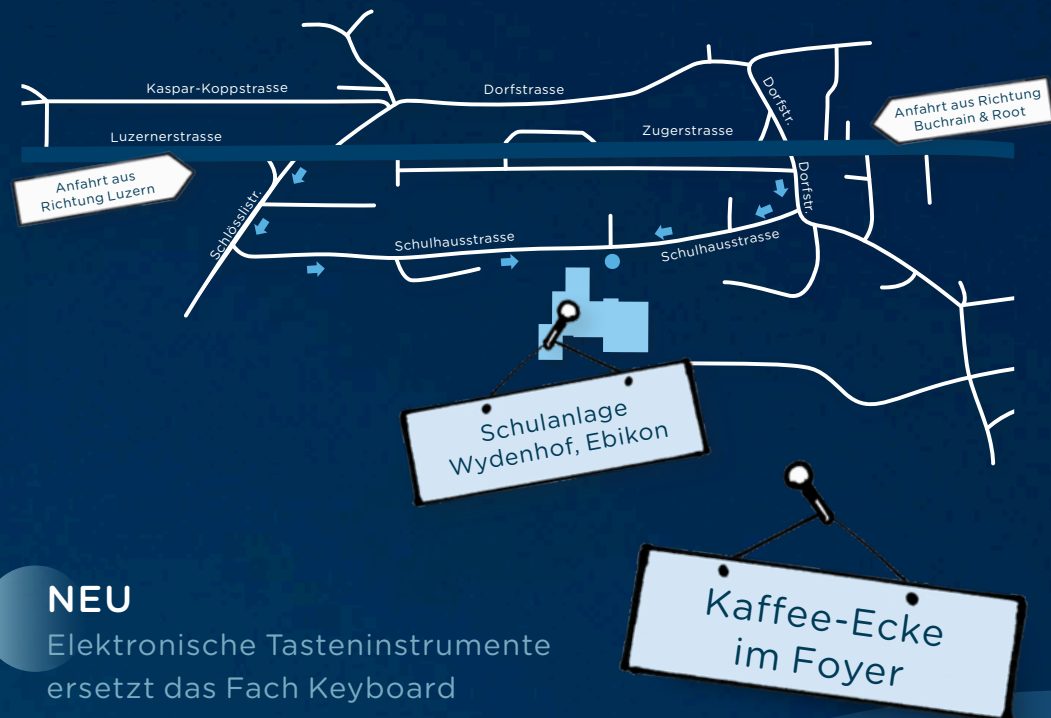 Kaspar-Koppstrasse
Dorfstrasse
Dorfstr.
Anfahrt aus Richtung
Buchrain & Root
Luzernerstrasse
Zugerstrasse
Anfahrt aus
Richtung Luzern
Dorfstr.
Schlösslistr.
Schulhausstrasse
Schulhausstrasse
Schulanlage
Wydenhof, Ebikon
Kaffee-Ecke
im Foyer
NEU
Elektronische Tasteninstrumente
ersetzt das Fach Keyboard